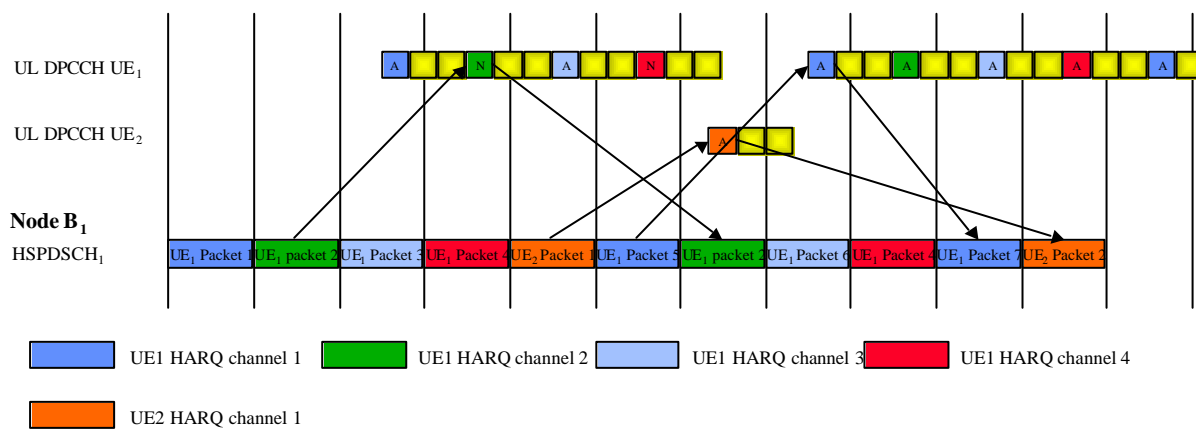 UL DPCCH UE1
A N A N A A A A A
UL DPCCH UE2
A
Node B1
HSPDSCH1
UE1 Packet 1 UE1 packet 2 UE1 Packet 3 UE1 Packet 4 UE2 Packet 1 UE1 Packet 5 UE1 packet 2 UE1 Packet 6 UE1 Packet 4 UE1 Packet 7 UE2 Packet 2
UE1 HARQ channel 1 UE1 HARQ channel 2 UE1 HARQ channel 3 UE1 HARQ channel 4
UE2 HARQ channel 1